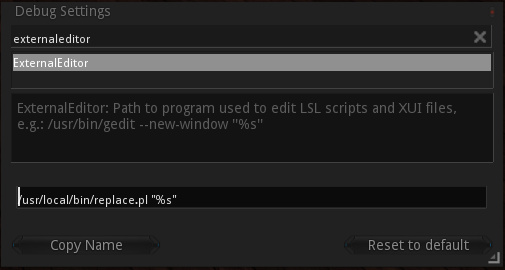 Debug Settings
externaleditor
ExternalEditor
ExternalEditor: Path to program used to edit LSL scripts and XUI files,
e.g.: /usr/bin/gedit --new-window "%s"
/usr/local/bin/replace.pl "%s"
Copy Name
Reset to default